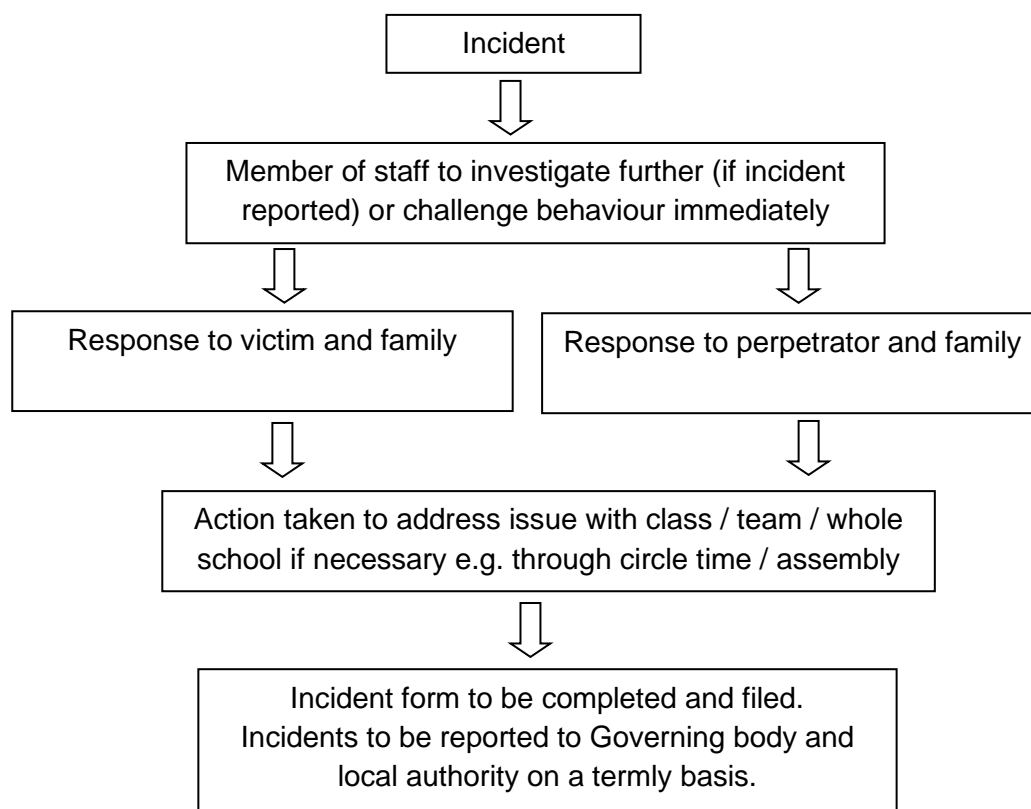 Incident
Member of staff to investigate further (if incident
reported) or challenge behaviour immediately
Response to victim and family
Response to perpetrator and family
Action taken to address issue with class / team / whole
school if necessary e.g. through circle time / assembly
Incident form to be completed and filed.
Incidents to be reported to Governing body and
local authority on a termly basis.